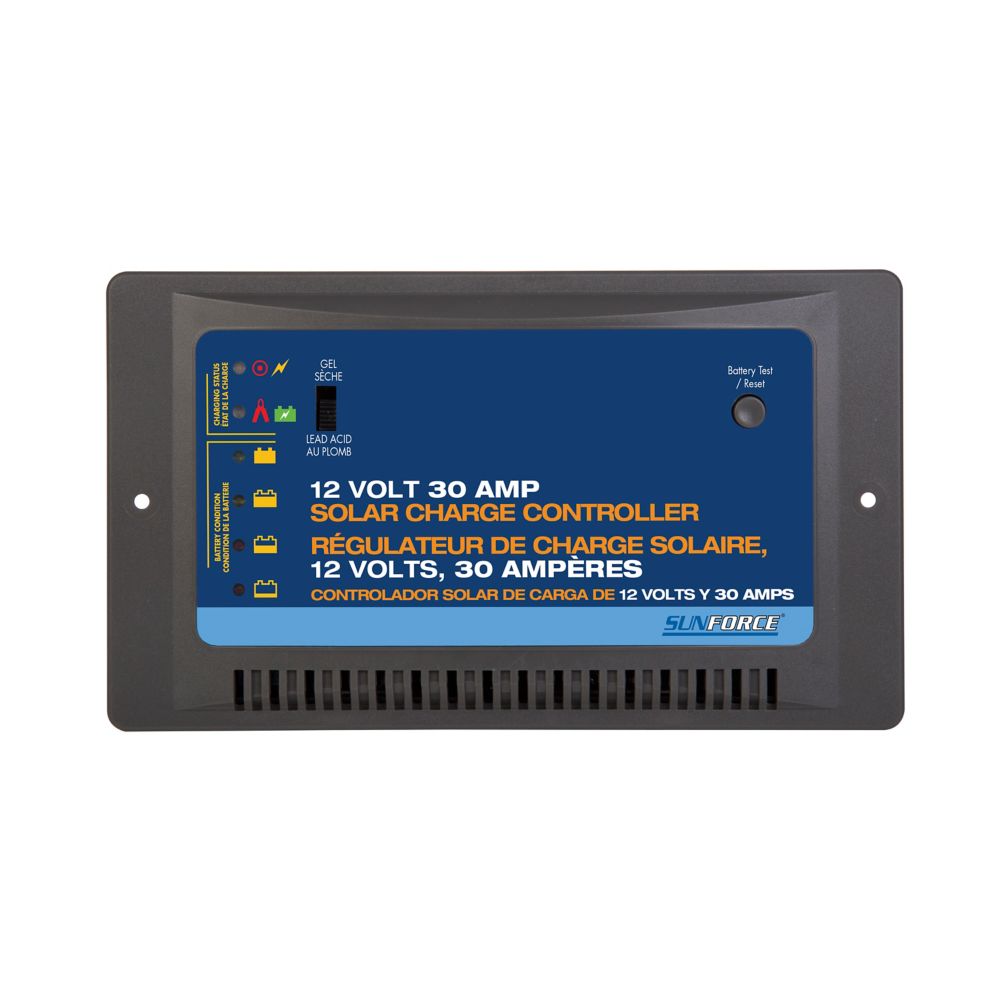 CHARGING STATUS
ÉTAT DE LA CHARGE
GEL
SÈCHE
LEAD ACID
AU PLOMB
Battery Test
/ Reset
BATTERY CONDITION
CONDITION DE LA BATTERIE
12 VOLT 30 AMP
SOLAR CHARGE CONTROLLER
RÉGULATEUR DE CHARGE SOLAIRE,
12 VOLTS, 30 AMPÈRES
CONTROLADOR SOLAR DE CARGA DE 12 VOLTS Y 30 AMPS
SUNFORCE®